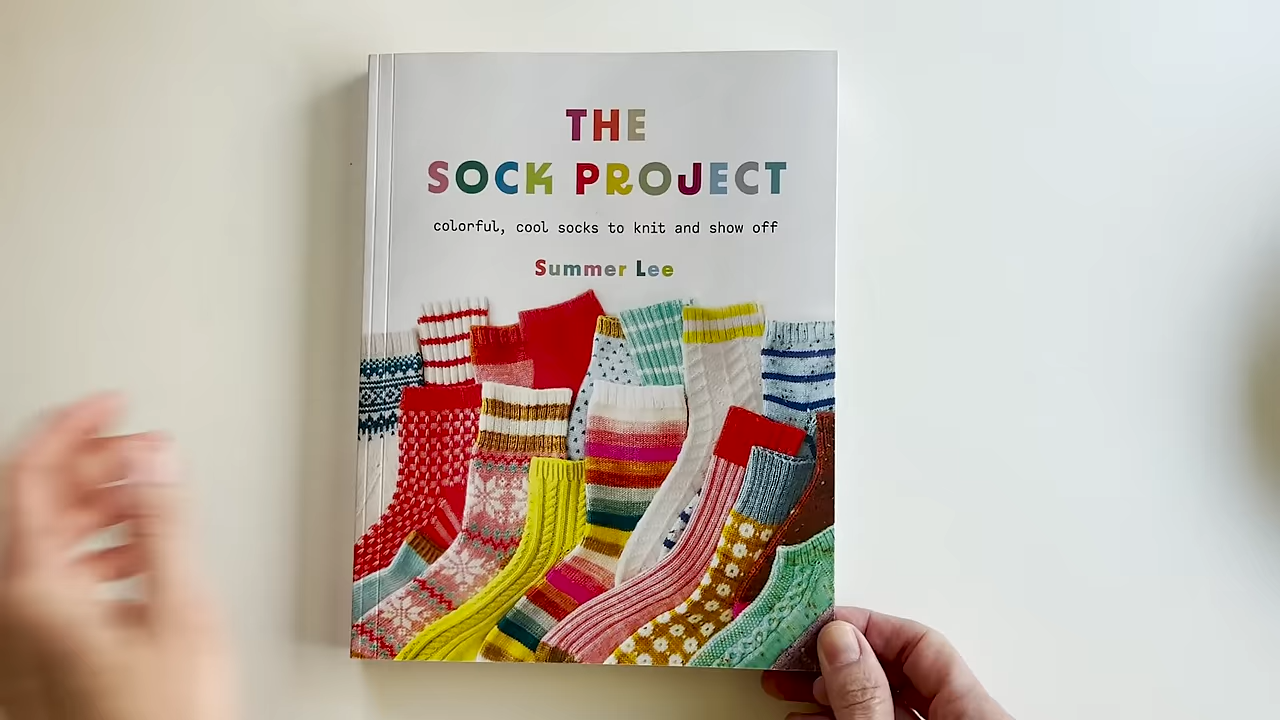 THE
SOCK PROJECT
colorful, cool socks to knit and show off
Summer Lee